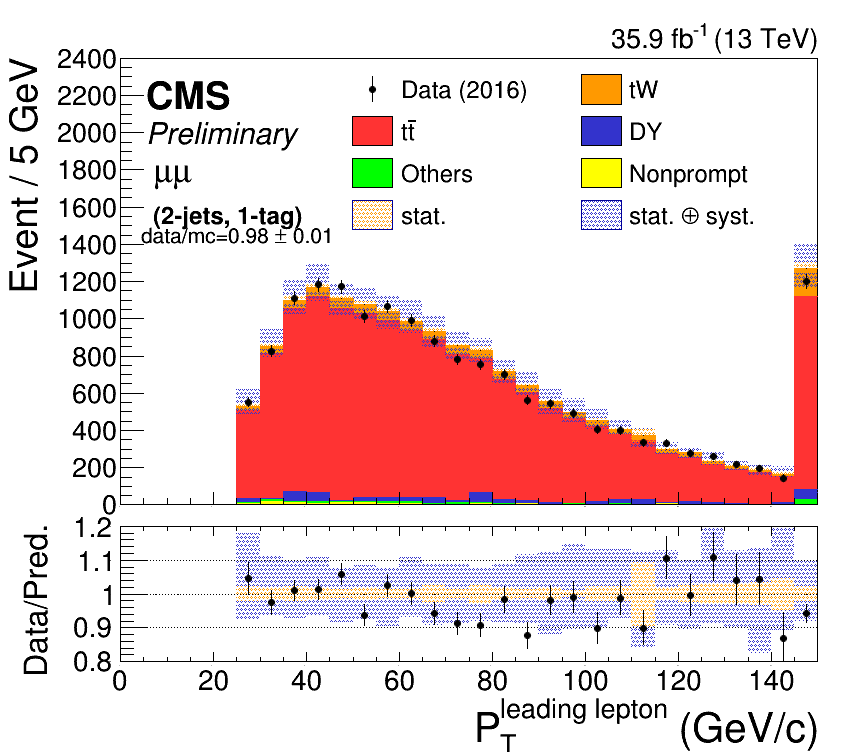 35.9 fb⁻¹ (13 TeV)
Event / 5 GeV
2400
2200
2000
1800
1600
1400
1200
1000
800
600
400
200
0
CMS
Preliminary
μμ
(2-jets, 1-tag)
data/mc=0.98 ± 0.01
Data (2016)
tW
tt̄
DY
Others
Nonprompt
stat.
stat. ⊕ syst.
Data/Pred.
1.2
1.1
1
0.9
0.8
0 20 40 60 80 100 120 140
P_T^leading lepton (GeV/c)